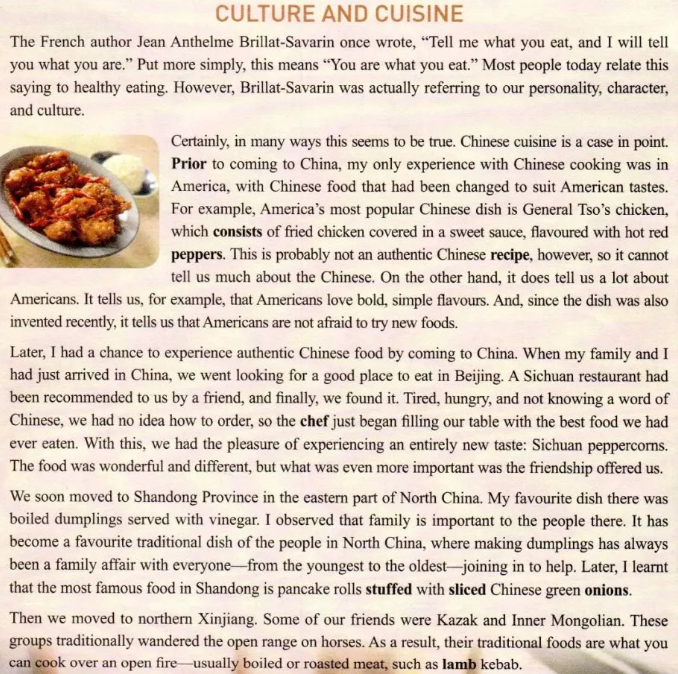 CULTURE AND CUISINE
The French author Jean Anthelme Brillat-Savarin once wrote, “Tell me what you eat, and I will tell
you what you are.” Put more simply, this means “You are what you eat.” Most people today relate this
saying to healthy eating. However, Brillat-Savarin was actually referring to our personality, character,
and culture.
Certainly, in many ways this seems to be true. Chinese cuisine is a case in point.
Prior to coming to China, my only experience with Chinese cooking was in
America, with Chinese food that had been changed to suit American tastes.
For example, America’s most popular Chinese dish is General Tso’s chicken,
which consists of fried chicken covered in a sweet sauce, flavoured with hot red
peppers. This is probably not an authentic Chinese recipe, however, so it cannot
tell us much about the Chinese. On the other hand, it does tell us a lot about
Americans. It tells us, for example, that Americans love bold, simple flavours. And, since the dish was also
invented recently, it tells us that Americans are not afraid to try new foods.
Later, I had a chance to experience authentic Chinese food by coming to China. When my family and I
had just arrived in China, we went looking for a good place to eat in Beijing. A Sichuan restaurant had
been recommended to us by a friend, and finally, we found it. Tired, hungry, and not knowing a word of
Chinese, we had no idea how to order, so the chef just began filling our table with the best food we had
ever eaten. With this, we had the pleasure of experiencing an entirely new taste: Sichuan peppercorns.
The food was wonderful and different, but what was even more important was the friendship offered us.
We soon moved to Shandong Province in the eastern part of North China. My favourite dish there was
boiled dumplings served with vinegar. I observed that family is important to the people there. It has
become a favourite traditional dish of the people in North China, where making dumplings has always
been a family affair with everyone—from the youngest to the oldest—joining in to help. Later, I learnt
that the most famous food in Shandong is pancake rolls stuffed with sliced Chinese green onions.
Then we moved to northern Xinjiang. Some of our friends were Kazak and Inner Mongolian. These
groups traditionally wandered the open range on horses. As a result, their traditional foods are what you
can cook over an open fire—usually boiled or roasted meat, such as lamb kebab.